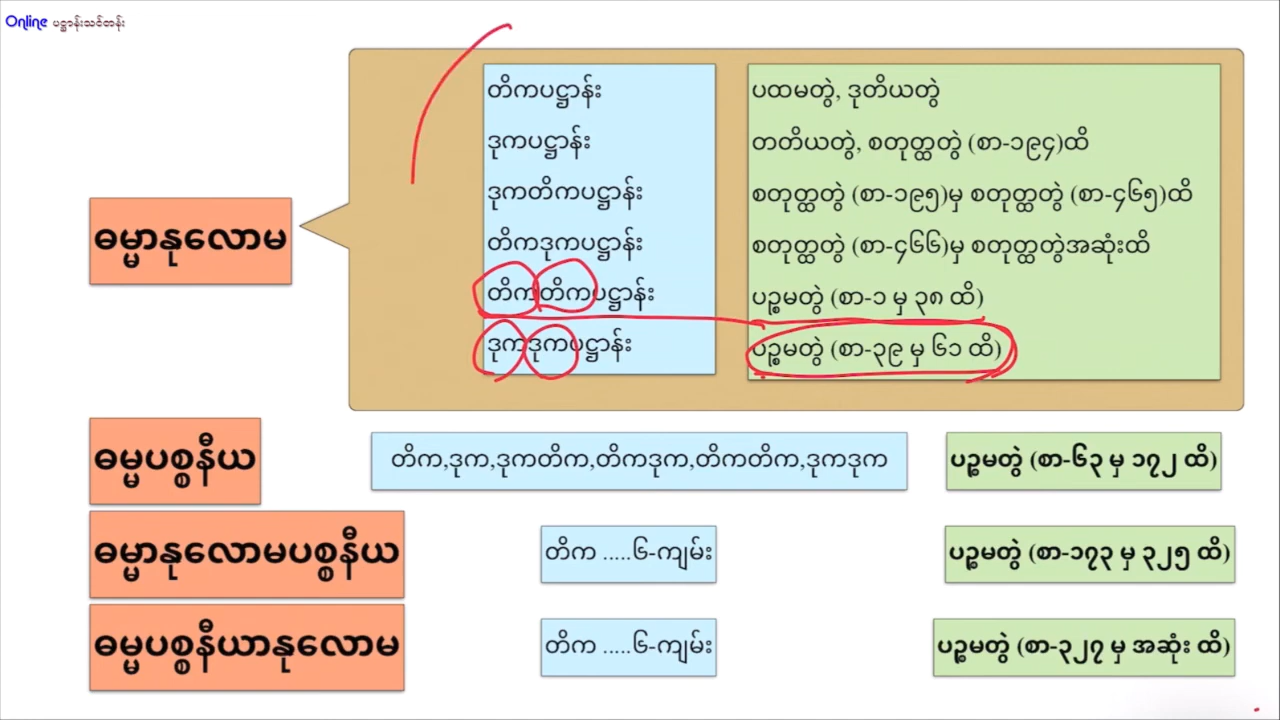 Online ပဋ္ဌာန်းသင်တန်း
တိကပဋ္ဌာန်း
ပထမတွဲ, ဒုတိယတွဲ
ဒုကပဋ္ဌာန်း
တတိယတွဲ, စတုတ္ထတွဲ (စာ-၁၉၄)ထိ
ဒုကတိကပဋ္ဌာန်း
စတုတ္ထတွဲ (စာ-၁၉၅)မှ စတုတ္ထတွဲ (စာ-၄၆၅)ထိ
ဓမ္မာနုလောမ
တိကဒုကပဋ္ဌာန်း
စတုတ္ထတွဲ (စာ-၄၆၆)မှ စတုတ္ထတွဲအဆုံးထိ
တိကတိကပဋ္ဌာန်း
ပဉ္စမတွဲ (စာ-၁ မှ ၃၈ ထိ)
ဒုကဒုကပဋ္ဌာန်း
ပဉ္စမတွဲ (စာ-၃၉ မှ ၆၁ ထိ)
ဓမ္မပစ္စနီယ
တိက,ဒုက,ဒုကတိက,တိကဒုက,တိကတိက,ဒုကဒုက
ပဉ္စမတွဲ (စာ-၆၃ မှ ၁၇၂ ထိ)
ဓမ္မာနုလောမပစ္စနီယ
တိက .....၆-ကျမ်း
ပဉ္စမတွဲ (စာ-၁၇၃ မှ ၃၂၅ ထိ)
ဓမ္မပစ္စနီယာနုလောမ
တိက .....၆-ကျမ်း
ပဉ္စမတွဲ (စာ-၃၂၇ မှ အဆုံး ထိ)